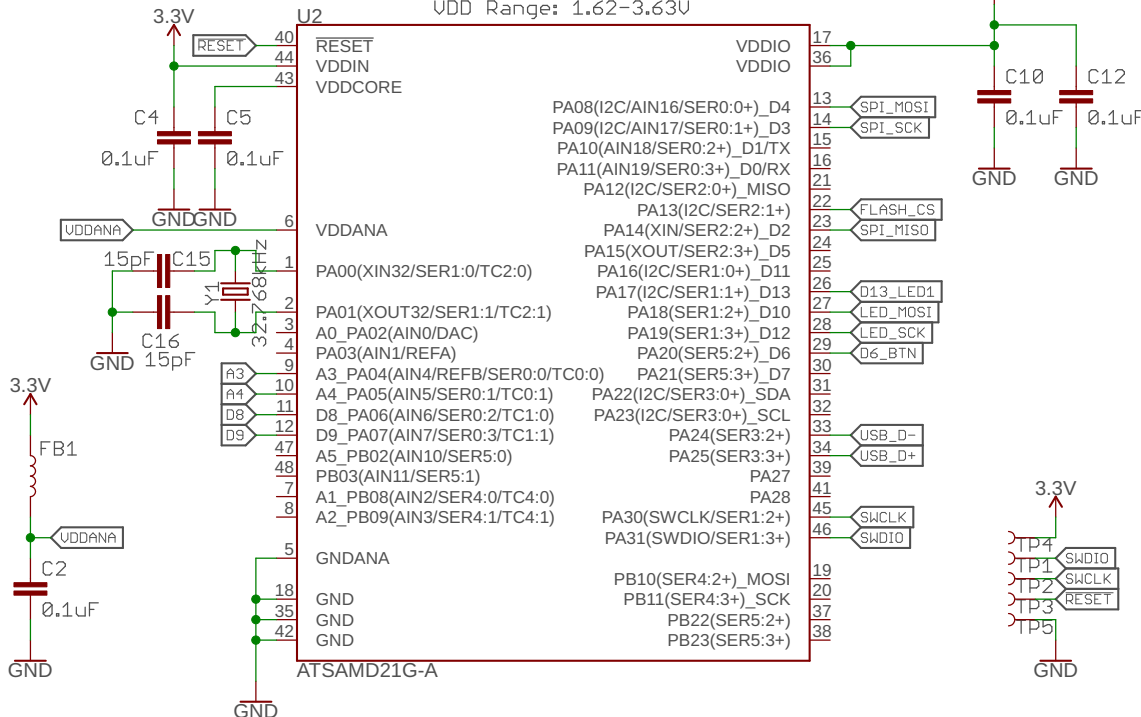 VDD Range: 1.62-3.63V
3.3V
U2
RESET
40
RESET
44
VDDIN
43
VDDCORE
C4
0.1uF
C5
0.1uF
GND
GND
VDDANA
6
VDDANA
15pF
C15
Y1
32.768KHz
C16
15pF
GND
1
PA00(XIN32/SER1:0/TC2:0)
2
PA01(XOUT32/SER1:1/TC2:1)
3
A0_PA02(AIN0/DAC)
4
PA03(AIN1/REFA)
A3
9
A3_PA04(AIN4/REFB/SER0:0/TC0:0)
A4
10
A4_PA05(AIN5/SER0:1/TC0:1)
D8
11
D8_PA06(AIN6/SER0:2/TC1:0)
D9
12
D9_PA07(AIN7/SER0:3/TC1:1)
47
A5_PB02(AIN10/SER5:0)
48
PB03(AIN11/SER5:1)
7
A1_PB08(AIN2/SER4:0/TC4:0)
8
A2_PB09(AIN3/SER4:1/TC4:1)
5
GNDANA
18
GND
35
GND
42
GND
GND
ATSAMD21G-A
3.3V
FB1
VDDANA
C2
0.1uF
GND
VDDIO
17
VDDIO
36
PA08(I2C/AIN16/SER0:0+)_D4
13
SPI_MOSI
PA09(I2C/AIN17/SER0:1+)_D3
14
SPI_SCK
PA10(AIN18/SER0:2+)_D1/TX
15
PA11(AIN19/SER0:3+)_D0/RX
16
PA12(I2C/SER2:0+)_MISO
21
PA13(I2C/SER2:1+)
22
FLASH_CS
PA14(XIN/SER2:2+)_D2
23
SPI_MISO
PA15(XOUT/SER2:3+)_D5
24
PA16(I2C/SER1:0+)_D11
25
PA17(I2C/SER1:1+)_D13
26
D13_LED1
PA18(SER1:2+)_D10
27
LED_MOSI
PA19(SER1:3+)_D12
28
LED_SCK
PA20(SER5:2+)_D6
29
D6_BTN
PA21(SER5:3+)_D7
30
PA22(I2C/SER3:0+)_SDA
31
PA23(I2C/SER3:0+)_SCL
32
PA24(SER3:2+)
33
USB_D-
PA25(SER3:3+)
34
USB_D+
PA27
39
PA28
41
PA30(SWCLK/SER1:2+)
45
SWCLK
PA31(SWDIO/SER1:3+)
46
SWDIO
PB10(SER4:2+)_MOSI
19
PB11(SER4:3+)_SCK
20
PB22(SER5:2+)
37
PB23(SER5:3+)
38
C10
0.1uF
GND
C12
0.1uF
GND
3.3V
TP4
SWDIO
TP1
SWCLK
TP2
RESET
TP3
TP5
GND